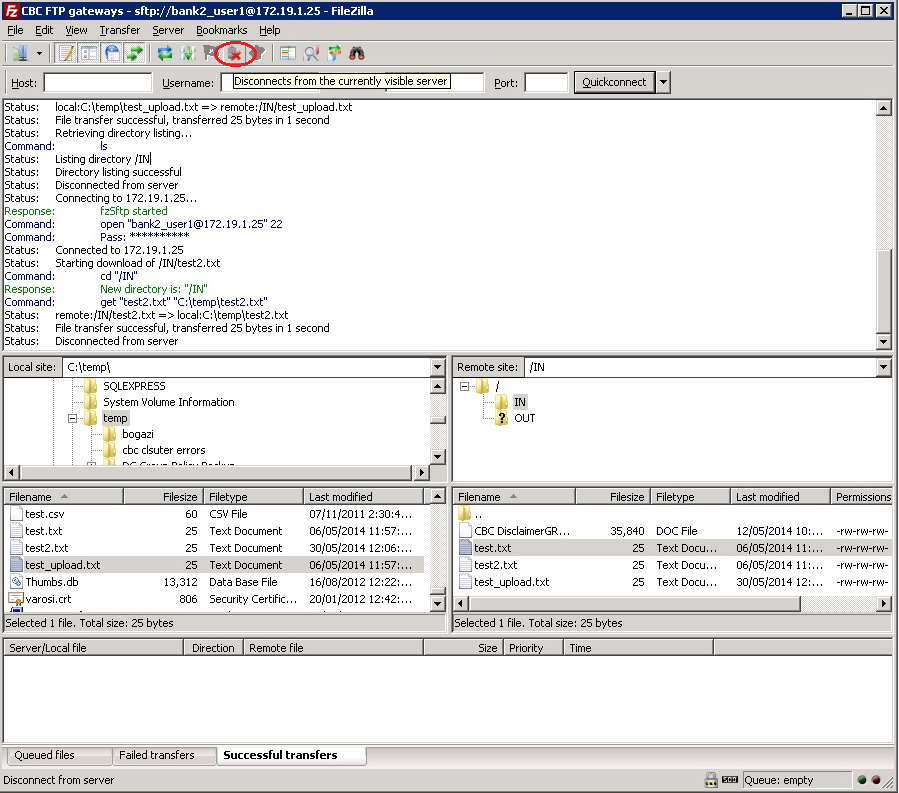 CBC FTP gateways - sftp://bank2_user1@172.19.1.25 - FileZilla
File Edit View Transfer Server Bookmarks Help
Host: Username: Disconnects from the currently visible server Port: Quickconnect
Status: local:C:\temp\test_upload.txt => remote:/IN/test_upload.txt
Status: File transfer successful, transferred 25 bytes in 1 second
Status: Retrieving directory listing...
Command: ls
Status: Listing directory /IN
Status: Directory listing successful
Status: Disconnected from server
Status: Connecting to 172.19.1.25...
Response: fzSftp started
Command: open "bank2_user1@172.19.1.25" 22
Command: Pass: **********
Status: Connected to 172.19.1.25
Status: Starting download of /IN/test2.txt
Command: cd "/IN"
Response: New directory is: "/IN"
Command: get "test2.txt" "C:\temp\test2.txt"
Status: remote:/IN/test2.txt => local:C:\temp\test2.txt
Status: File transfer successful, transferred 25 bytes in 1 second
Status: Disconnected from server
Local site: C:\temp\
SQLEXPRESS
System Volume Information
temp
bogazi
cbc clsuter errors
DC Group Policy Backup
Remote site: /IN
/
IN
? OUT
Filename Filesize Filetype Last modified
test.csv 60 CSV File 07/11/2011 2:30:4...
test.txt 25 Text Document 06/05/2014 11:57:...
test2.txt 25 Text Document 30/05/2014 12:06:...
test_upload.txt 25 Text Document 06/05/2014 11:57:...
Thumbs.db 13,312 Data Base File 16/08/2012 12:22:...
varosi.crt 806 Security Certific... 20/01/2012 12:42:...
Selected 1 file. Total size: 25 bytes
Filename Filesize Filetype Last modified Permissions
..
CBC DisclaimerGR... 35,840 DOC File 12/05/2014 10:... -rw-rw-rw-
test.txt 25 Text Docu... 06/05/2014 11:... -rw-rw-rw-
test2.txt 25 Text Docu... 06/05/2014 11:... -rw-rw-rw-
test_upload.txt 25 Text Docu... 30/05/2014 12:... -rw-rw-rw-
Selected 1 file. Total size: 25 bytes
Server/Local file Direction Remote file Size Priority Time
Queued files Failed transfers Successful transfers
Disconnect from server Queue: empty